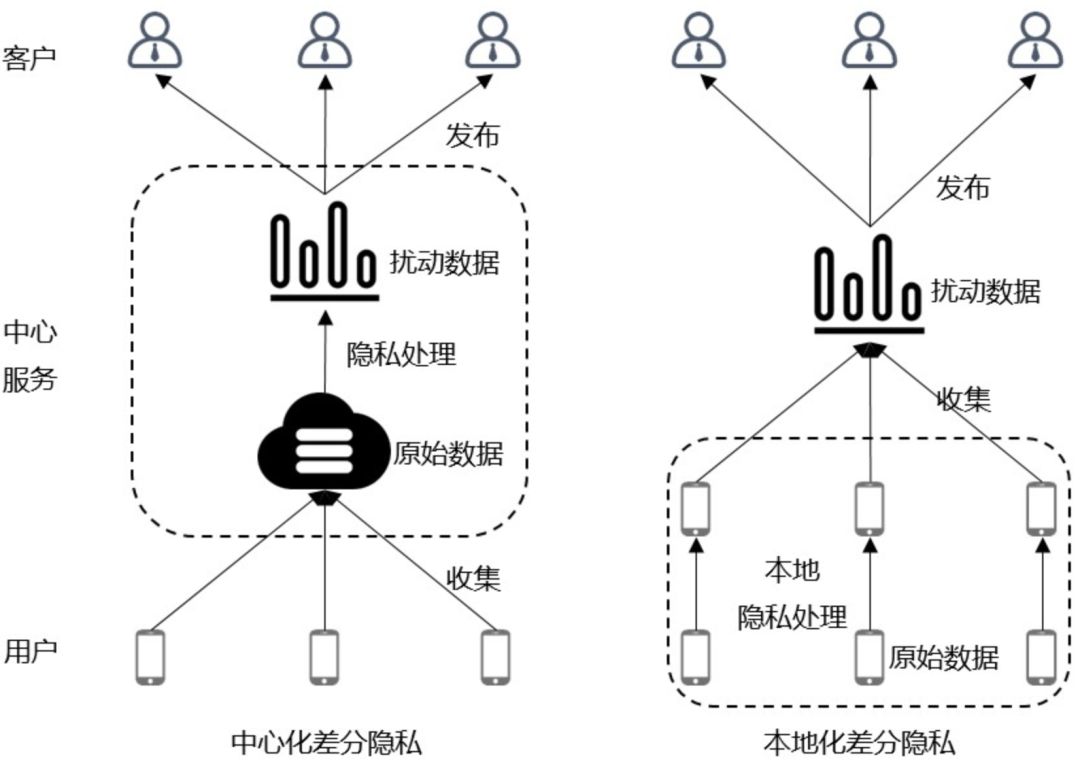 客户
发布
扰动数据
中心
服务
隐私处理
原始数据
收集
用户
中心化差分隐私
发布
扰动数据
收集
本地
隐私处理
原始数据
本地化差分隐私